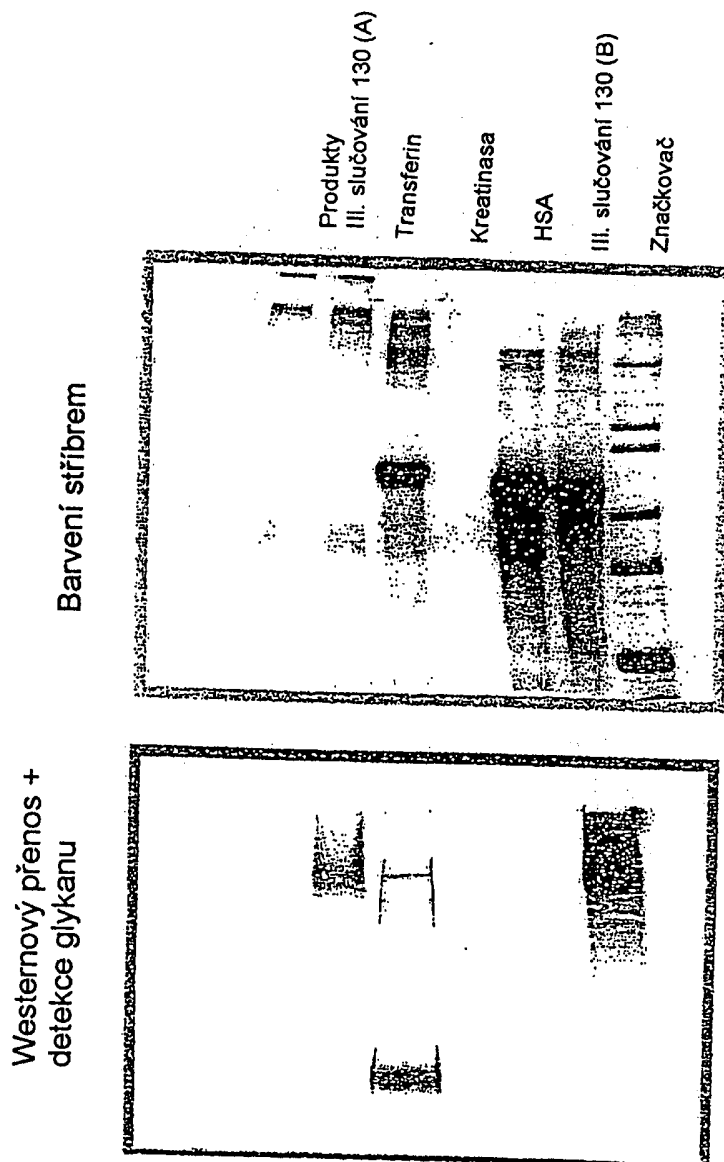 Westernový přenos +
detekce glykanu
Barvení stříbrem
Produkty
III. slučování 130 (A)
Transferin
Kreatinasa
HSA
III. slučování 130 (B)
Značkovač